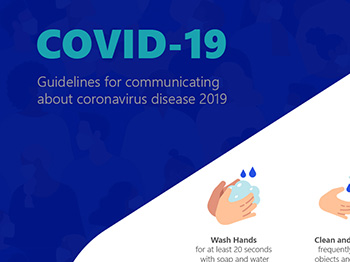 COVID-19
Guidelines for communicating
about coronavirus disease 2019
Wash Hands
for at least 20 seconds
with soap and water
Clean and
frequently
objects an